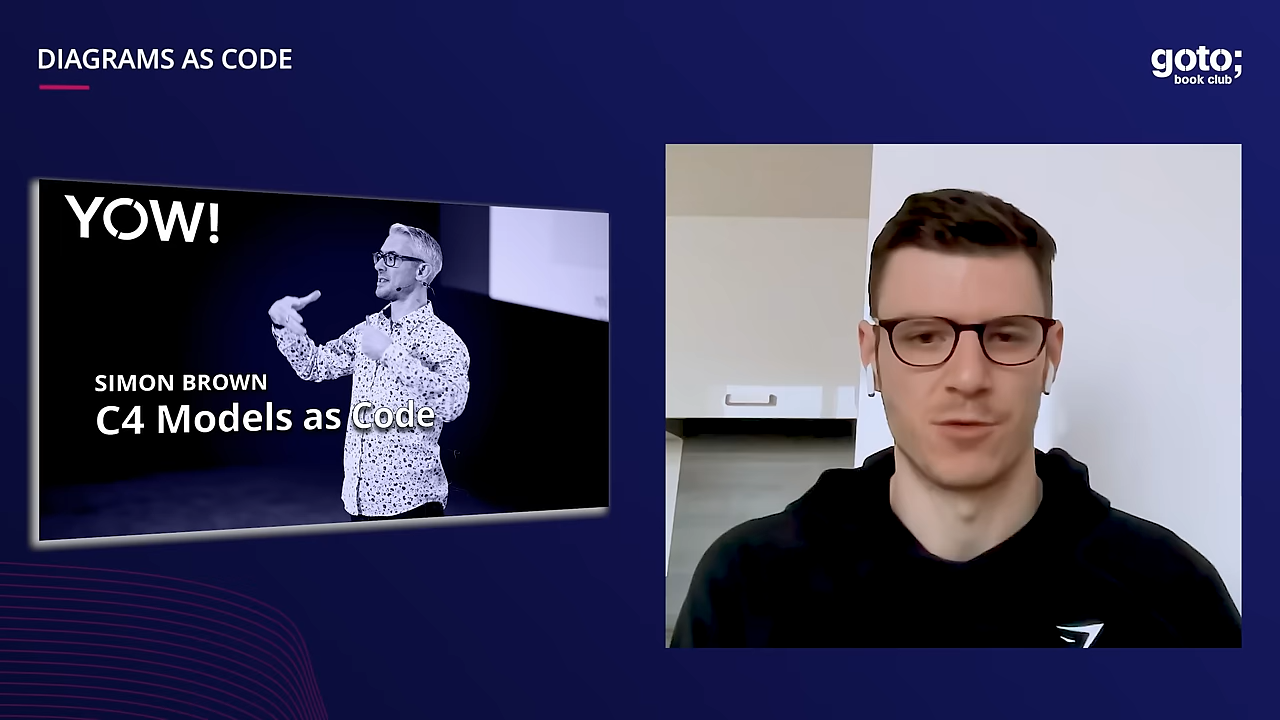 DIAGRAMS AS CODE
goto;
book club
YOW!
SIMON BROWN
C4 Models as Code